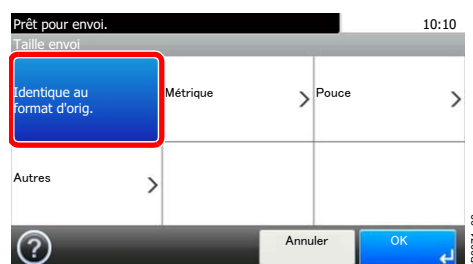 Prêt pour envoi. 10:10
Taille envoi
Identique au
format d'orig.
Métrique
Pouce
Autres
?
Annuler
OK